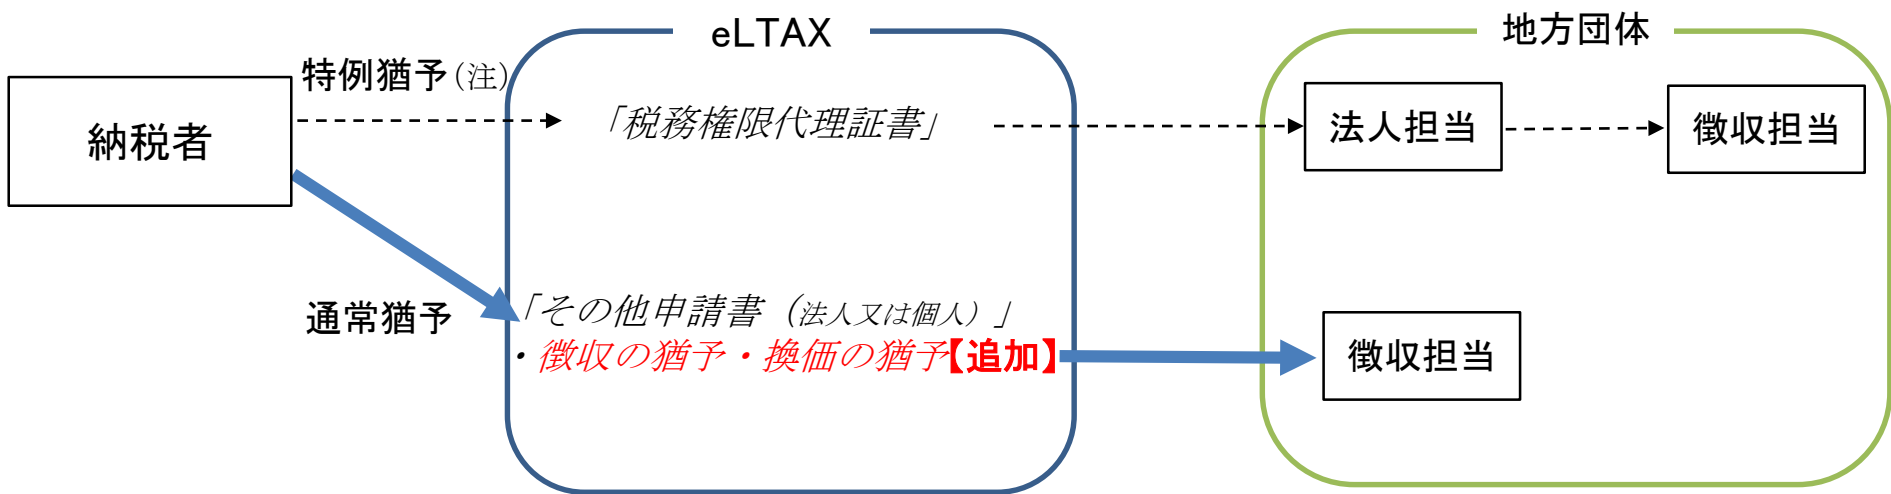 eLTAX
地方団体
特例猶予（注）
納税者
「税務権限代理証書」
法人担当
徴収担当
通常猶予
「その他申請書（法人又は個人）」
・徴収の猶予・換価の猶予【追加】
徴収担当